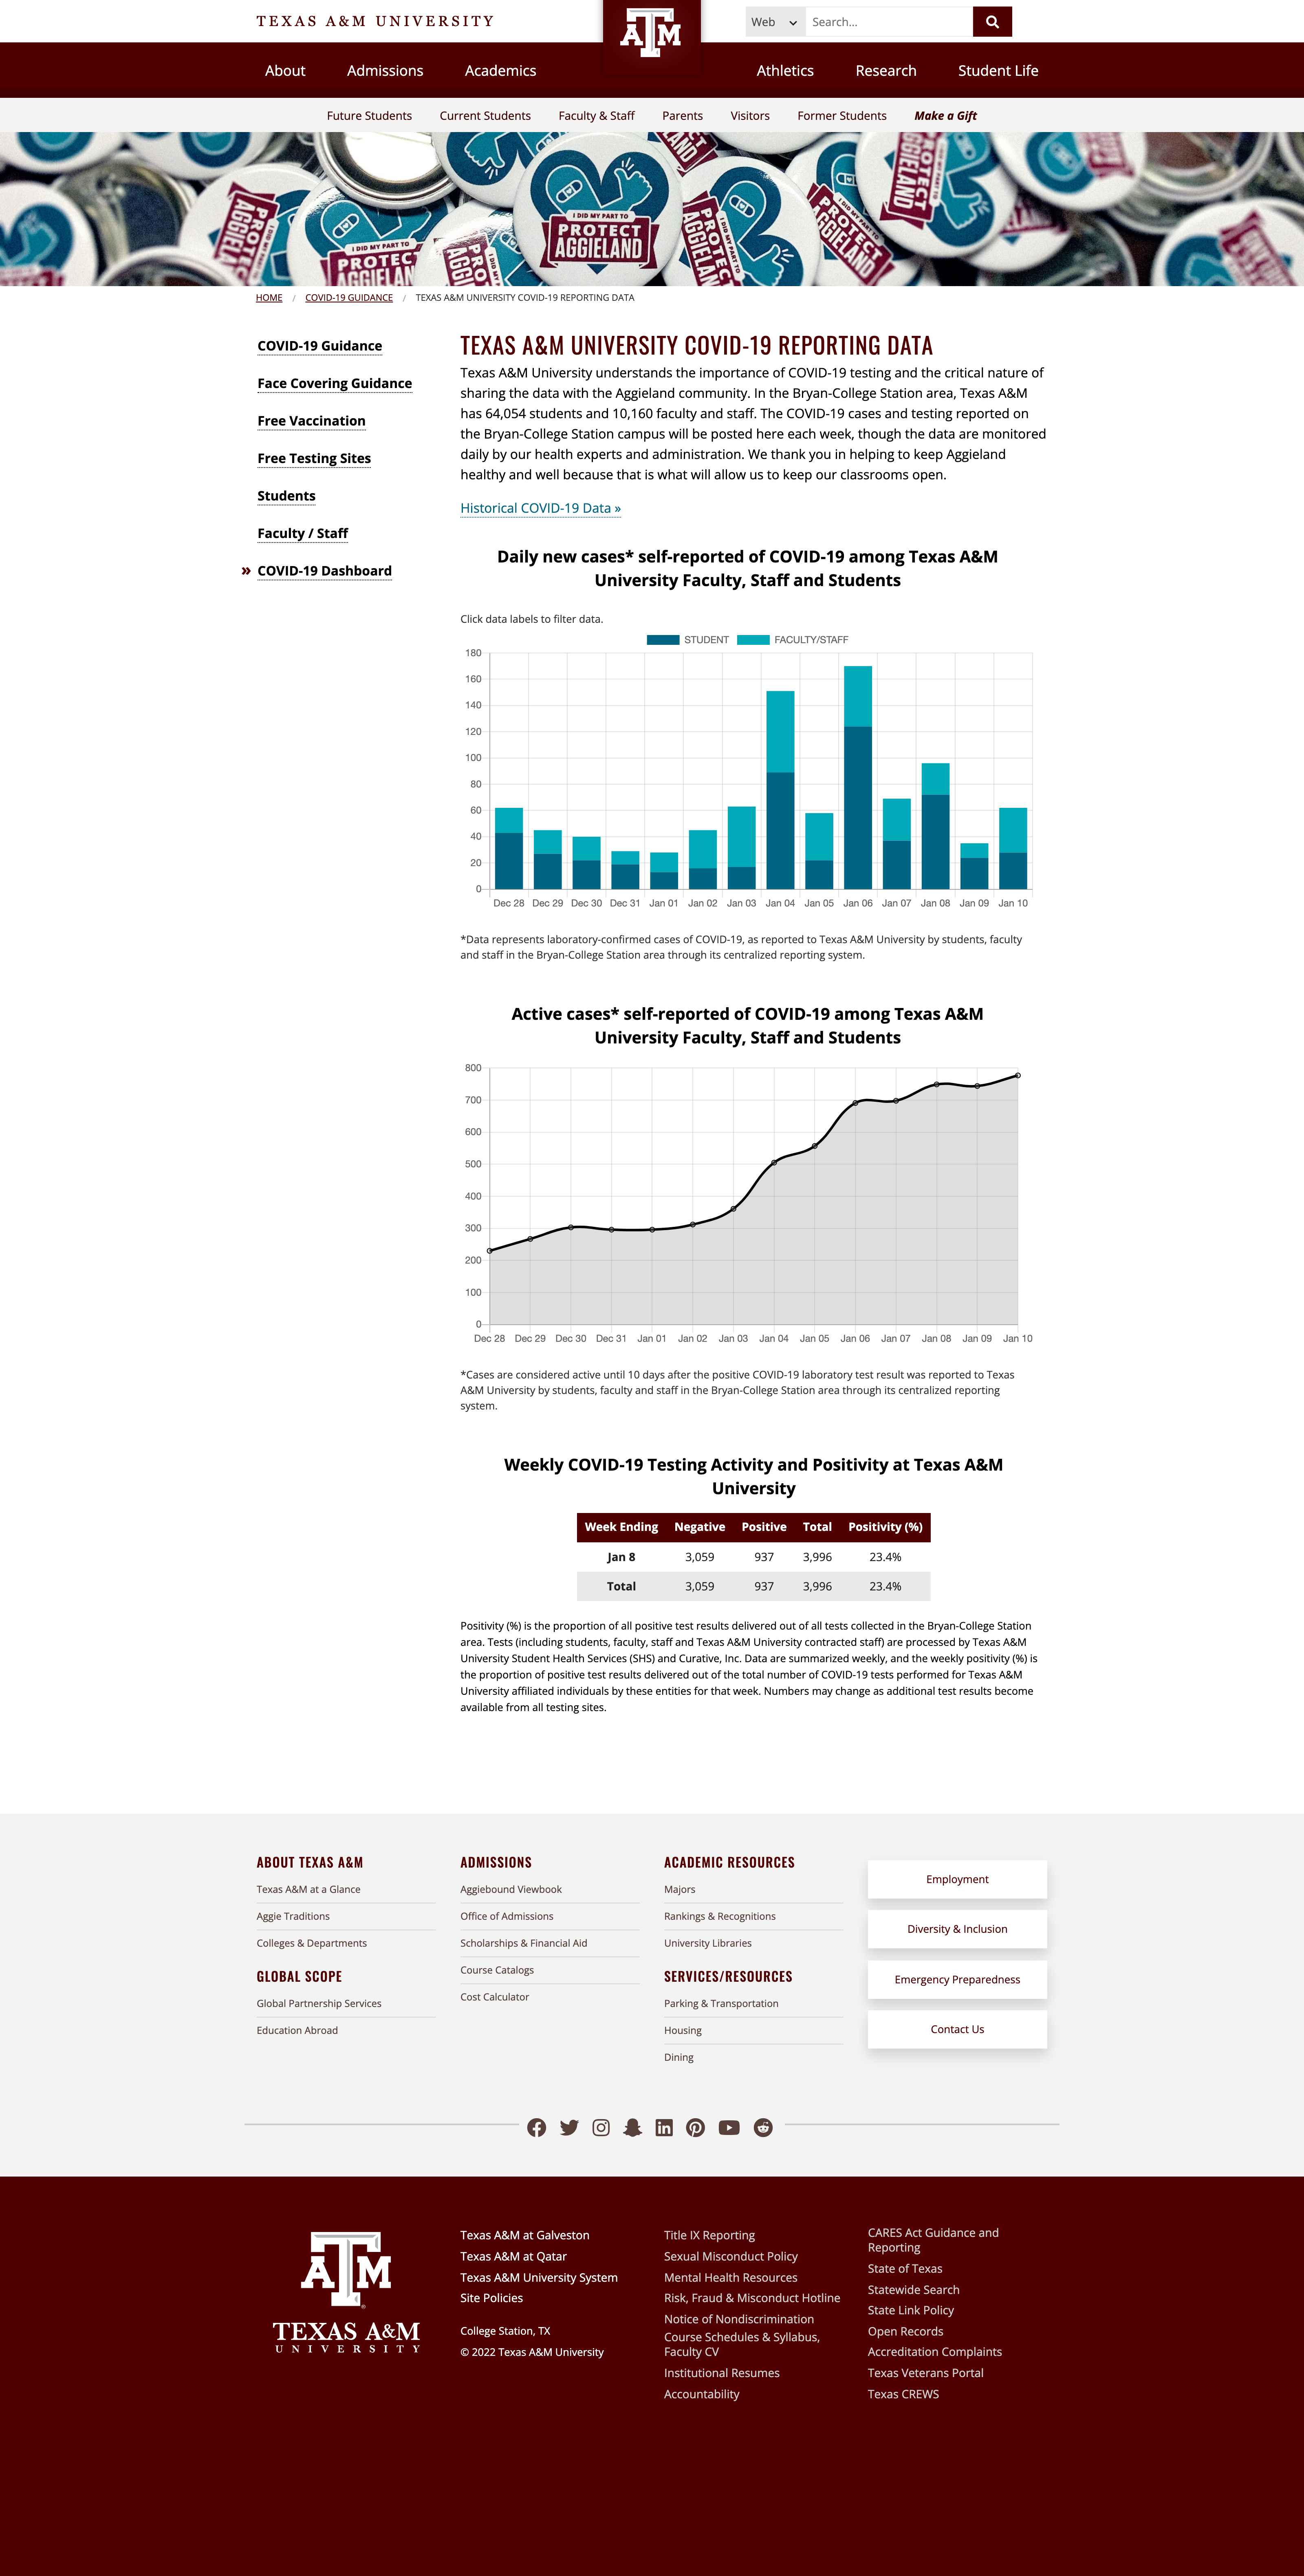 TEXAS A&M UNIVERSITY
ATM
Web
Search...
About
Admissions
Academics
Athletics
Research
Student Life
Future Students
Current Students
Faculty & Staff
Parents
Visitors
Former Students
Make a Gift
I DID MY PART TO
PROTECT
AGGIELAND
HOME / COVID-19 GUIDANCE / TEXAS A&M UNIVERSITY COVID-19 REPORTING DATA
COVID-19 Guidance
Face Covering Guidance
Free Vaccination
Free Testing Sites
Students
Faculty / Staff
» COVID-19 Dashboard
TEXAS A&M UNIVERSITY COVID-19 REPORTING DATA
Texas A&M University understands the importance of COVID-19 testing and the critical nature of
sharing the data with the Aggieland community. In the Bryan-College Station area, Texas A&M
has 64,054 students and 10,160 faculty and staff. The COVID-19 cases and testing reported on
the Bryan-College Station campus will be posted here each week, though the data are monitored
daily by our health experts and administration. We thank you in helping to keep Aggieland
healthy and well because that is what will allow us to keep our classrooms open.
Historical COVID-19 Data »
Daily new cases* self-reported of COVID-19 among Texas A&M
University Faculty, Staff and Students
Click data labels to filter data.
STUDENT FACULTY/STAFF
180
160
140
120
100
80
60
40
20
0
Dec 28 Dec 29 Dec 30 Dec 31 Jan 01 Jan 02 Jan 03 Jan 04 Jan 05 Jan 06 Jan 07 Jan 08 Jan 09 Jan 10
*Data represents laboratory-confirmed cases of COVID-19, as reported to Texas A&M University by students, faculty
and staff in the Bryan-College Station area through its centralized reporting system.
Active cases* self-reported of COVID-19 among Texas A&M
University Faculty, Staff and Students
800
700
600
500
400
300
200
100
0
Dec 28 Dec 29 Dec 30 Dec 31 Jan 01 Jan 02 Jan 03 Jan 04 Jan 05 Jan 06 Jan 07 Jan 08 Jan 09 Jan 10
*Cases are considered active until 10 days after the positive COVID-19 laboratory test result was reported to Texas
A&M University by students, faculty and staff in the Bryan-College Station area through its centralized reporting
system.
Weekly COVID-19 Testing Activity and Positivity at Texas A&M
University
Week Ending Negative Positive Total Positivity (%)
Jan 8 3,059 937 3,996 23.4%
Total 3,059 937 3,996 23.4%
Positivity (%) is the proportion of all positive test results delivered out of all tests collected in the Bryan-College Station
area. Tests (including students, faculty, staff and Texas A&M University contracted staff) are processed by Texas A&M
University Student Health Services (SHS) and Curative, Inc. Data are summarized weekly, and the weekly positivity (%) is
the proportion of positive test results delivered out of the total number of COVID-19 tests performed for Texas A&M
University affiliated individuals by these entities for that week. Numbers may change as additional test results become
available from all testing sites.
ABOUT TEXAS A&M
Texas A&M at a Glance
Aggie Traditions
Colleges & Departments
GLOBAL SCOPE
Global Partnership Services
Education Abroad
ADMISSIONS
Aggiebound Viewbook
Office of Admissions
Scholarships & Financial Aid
Course Catalogs
Cost Calculator
ACADEMIC RESOURCES
Majors
Rankings & Recognitions
University Libraries
SERVICES/RESOURCES
Parking & Transportation
Housing
Dining
Employment
Diversity & Inclusion
Emergency Preparedness
Contact Us
ATM
TEXAS A&M
UNIVERSITY
Texas A&M at Galveston
Texas A&M at Qatar
Texas A&M University System
Site Policies
College Station, TX
© 2022 Texas A&M University
Title IX Reporting
Sexual Misconduct Policy
Mental Health Resources
Risk, Fraud & Misconduct Hotline
Notice of Nondiscrimination
Course Schedules & Syllabus,
Faculty CV
Institutional Resumes
Accountability
CARES Act Guidance and
Reporting
State of Texas
Statewide Search
State Link Policy
Open Records
Accreditation Complaints
Texas Veterans Portal
Texas CREWS